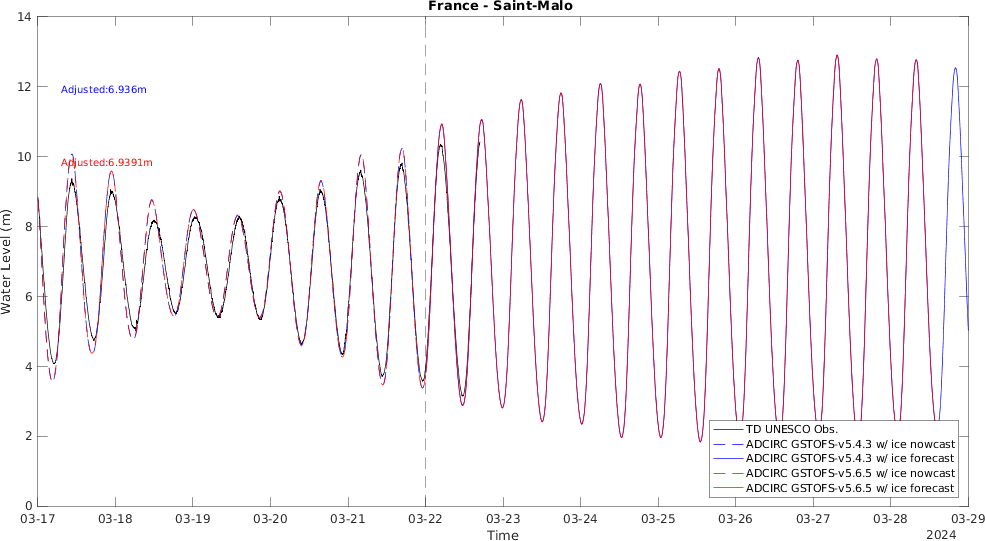 France - Saint-Malo
14
12
10
8
6
4
2
0
Water Level (m)
Adjusted:6.936m
Adjusted:6.9391m
TD UNESCO Obs.
ADCIRC GSTOFS-v5.4.3 w/ ice nowcast
ADCIRC GSTOFS-v5.4.3 w/ ice forecast
ADCIRC GSTOFS-v5.6.5 w/ ice nowcast
ADCIRC GSTOFS-v5.6.5 w/ ice forecast
03-17 03-18 03-19 03-20 03-21 03-22 03-23 03-24 03-25 03-26 03-27 03-28 03-29
Time
2024